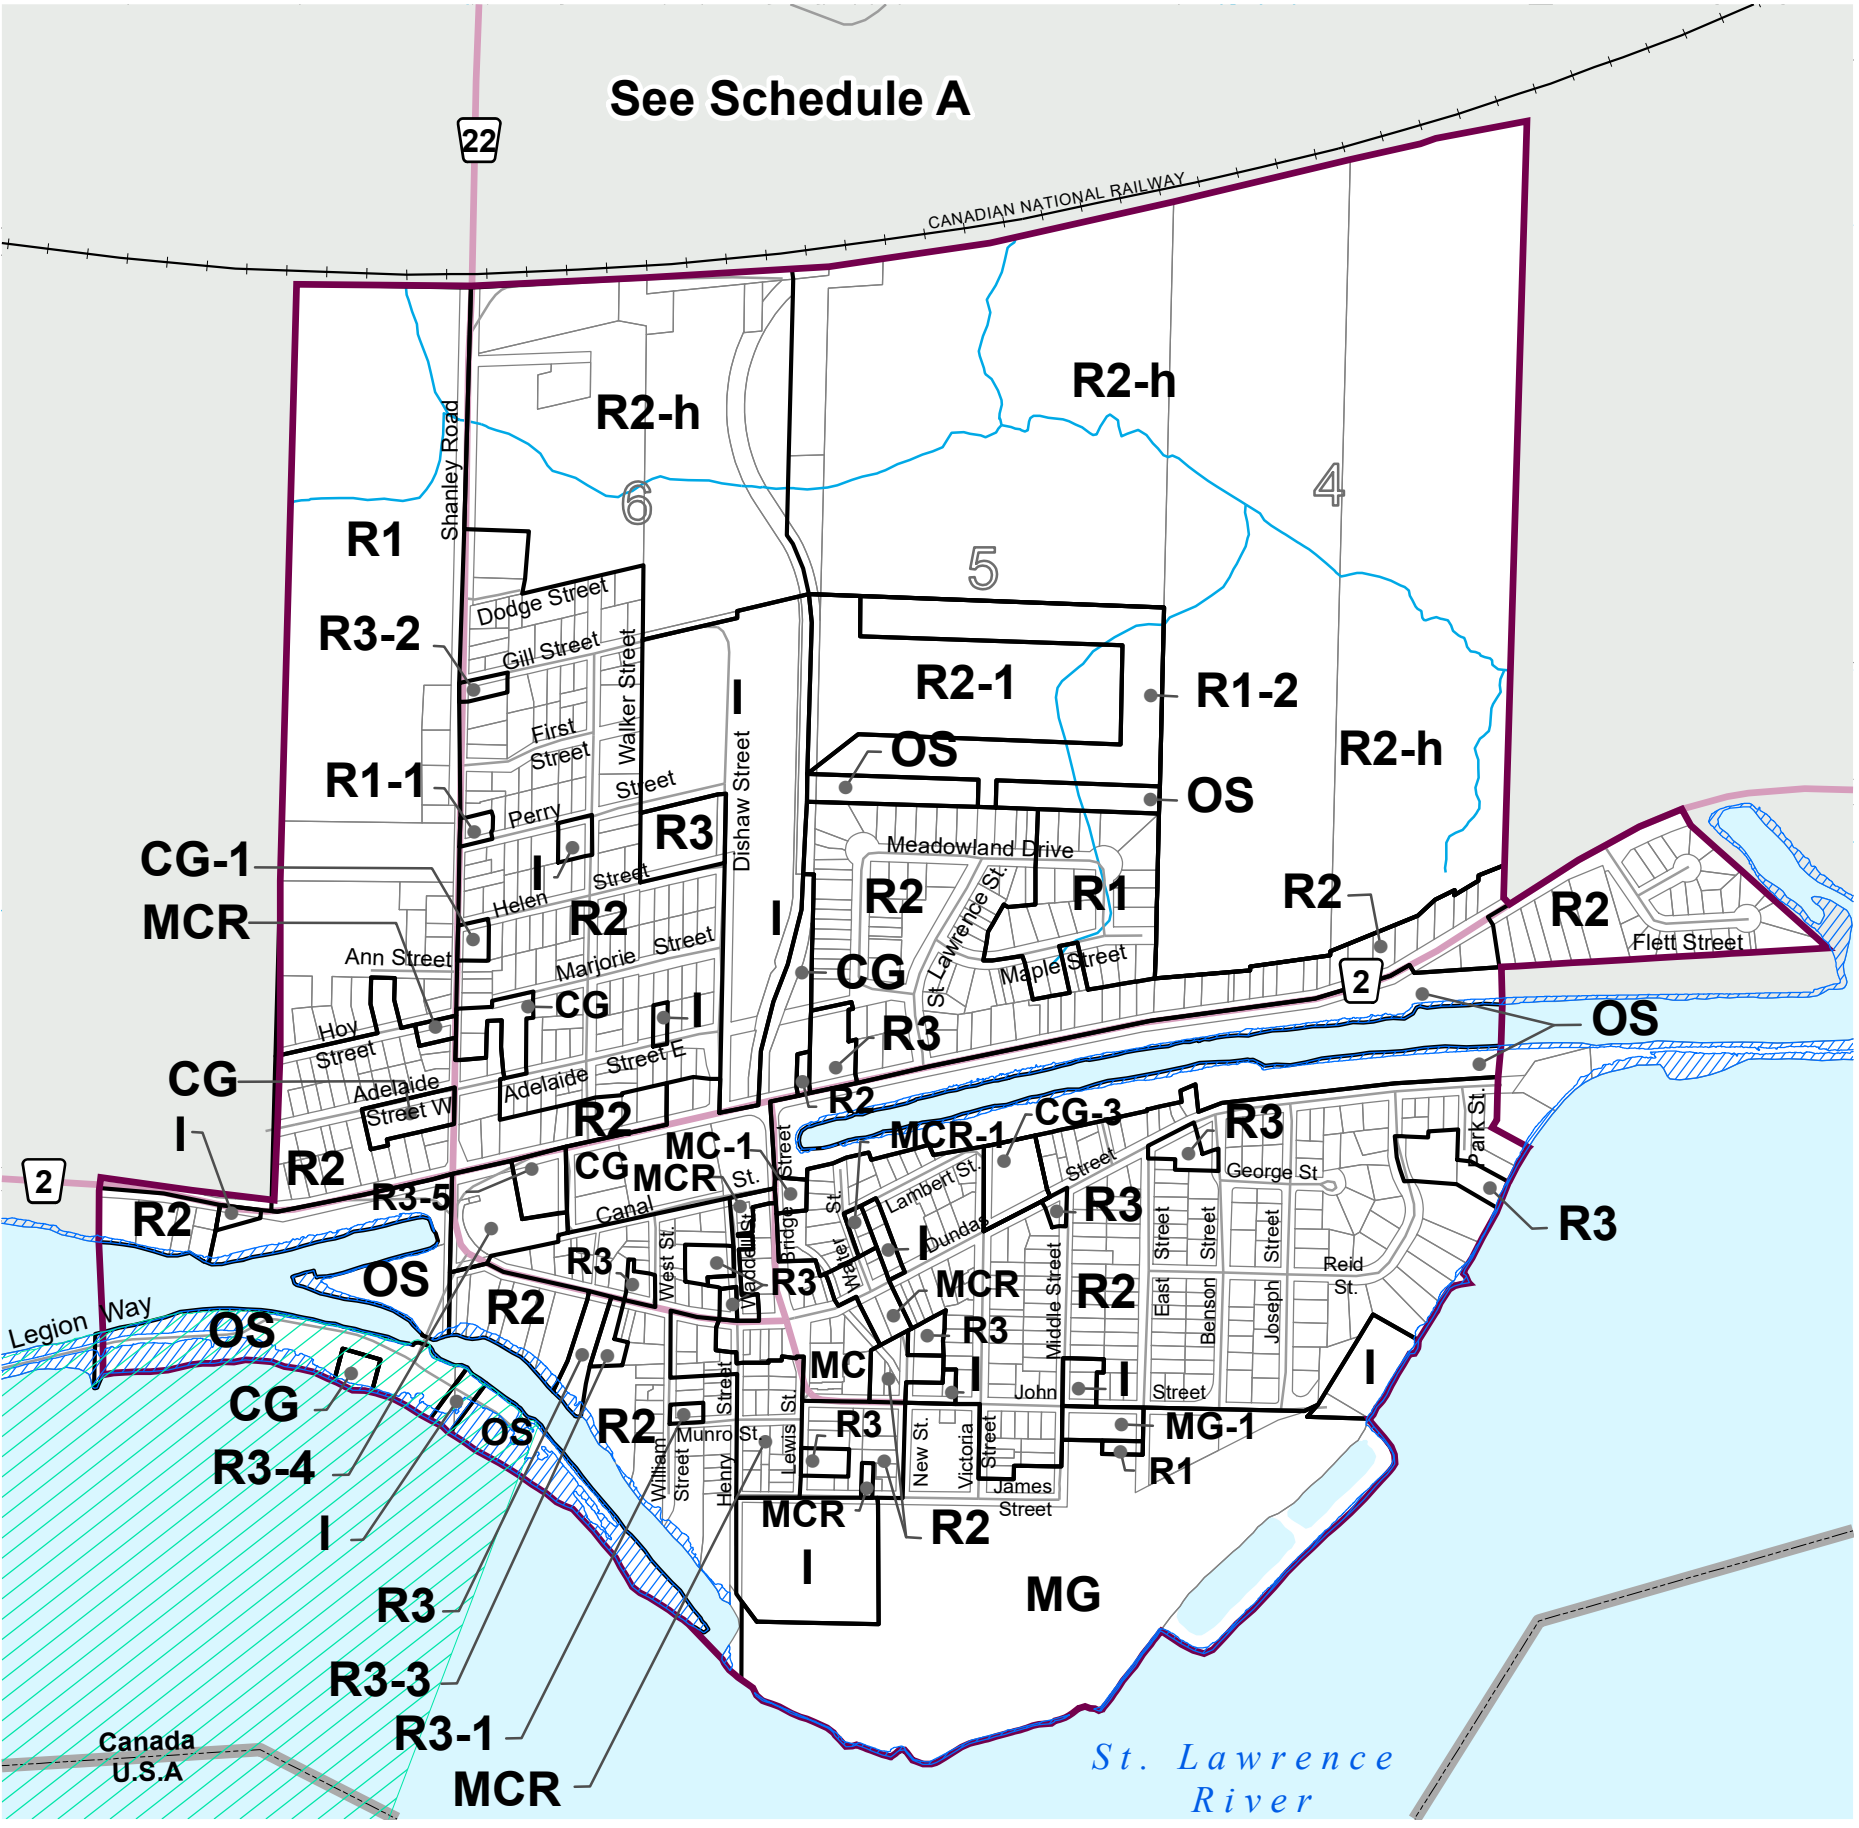 See Schedule A
22
CANADIAN NATIONAL RAILWAY
R2-h
R2-h
Shanley Road
6
4
5
R1
Dodge Street
R3-2
Gill Street
Walker Street
I
R2-1
R1-2
First
Street
R2-h
OS
R1-1
OS
Perry
Street
Dishaw Street
R3
Meadowland Drive
CG-1
I
Helen
Street
R2
R1
R2
R2
MCR
R2
I
St. Lawrence St.
Ann Street
Marjorie
Street
Maple Street
Flett Street
CG
2
CG
I
OS
Hoy
Street
R3
CG
Adelaide
Street W
Adelaide
Street E
R2
R2
CG-3
R3
I
MC-1
MCR-1
Street
Park St.
2
R2
R3-5
CG
MCR
St.
Canal
Bridge
Street
Lambert St.
George St.
R2
Water
St.
Dundas
I
R3
R3
West St.
Waddell St.
R3
R3
OS
MCR
R2
Middle Street
East
Street
Benson
Street
Joseph
Street
Reid
St.
Legion Way
OS
R2
R3
MC
I
I
I
John
Street
CG
OS
R2
Munro St.
William
Street
Henry
Street
Lewis
St.
R3
New St.
Victoria
Street
MG-1
R1
R3-4
James
Street
MCR
R2
I
I
MG
R3
R3-3
R3-1
MCR
Canada
U.S.A
St. Lawrence
River